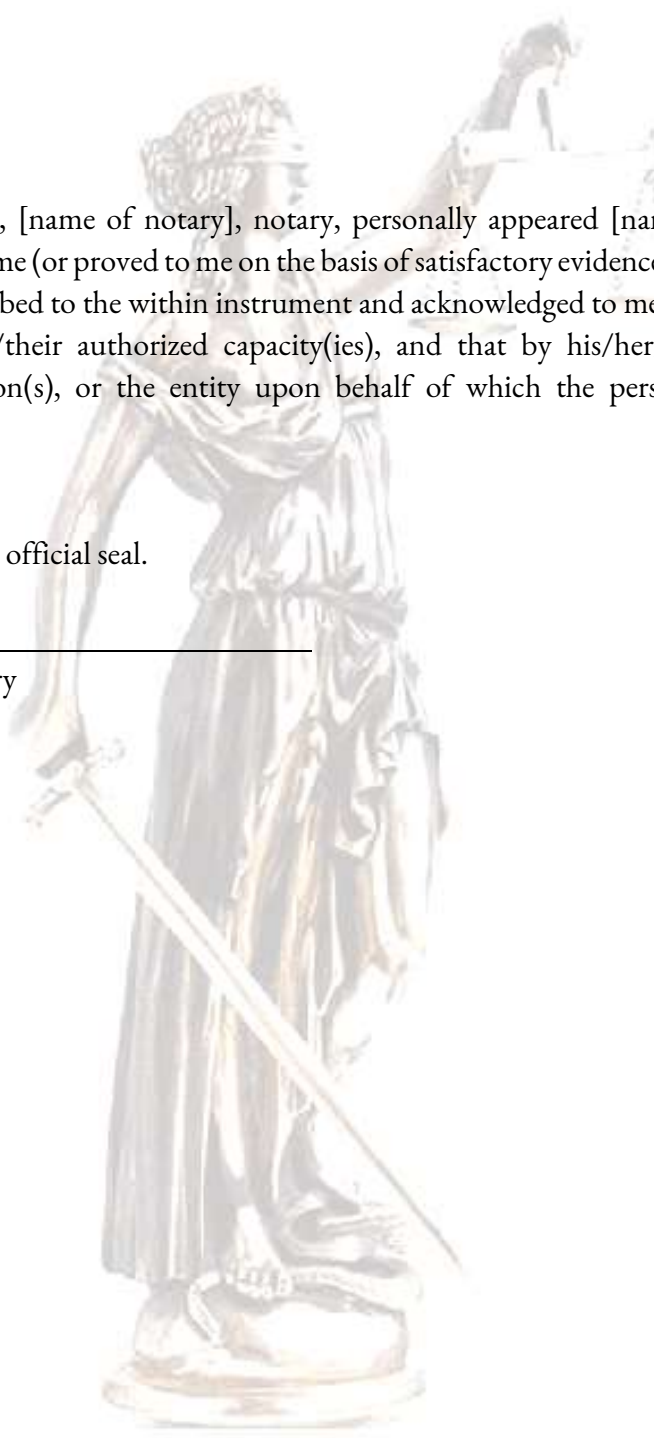 , [name of notary], notary, personally appeared [nar
me (or proved to me on the basis of satisfactory evidence
bed to the within instrument and acknowledged to me
/their authorized capacity(ies), and that by his/her
on(s), or the entity upon behalf of which the pers
official seal.
ry